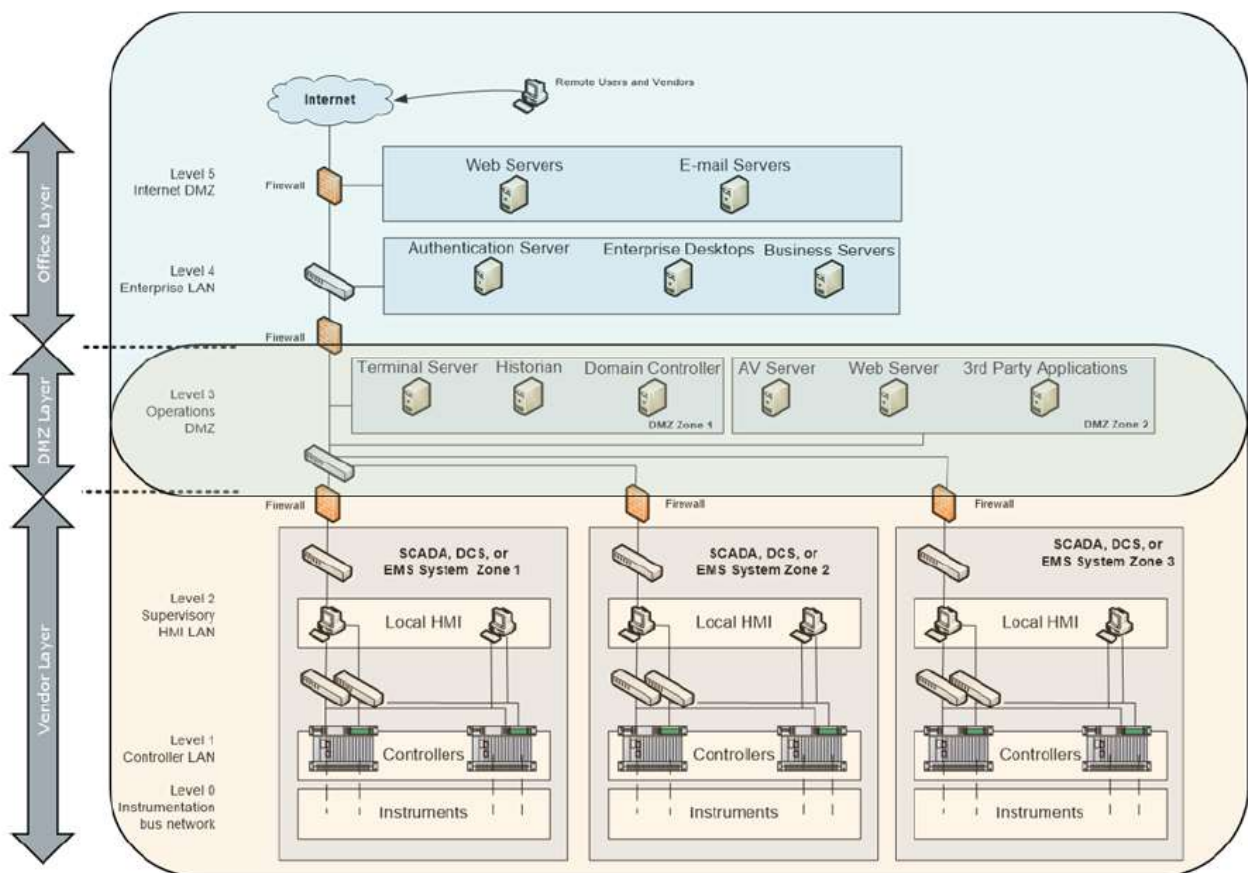 Remote Users and Vendors
Internet
Office Layer
Level 5
Internet DMZ
Firewall
Web Servers
E-mail Servers
Level 4
Enterprise LAN
Authentication Server
Enterprise Desktops
Business Servers
Firewall
DMZ Layer
Level 3
Operations
DMZ
Terminal Server
Historian
Domain Controller
DMZ Zone 1
AV Server
Web Server
3rd Party Applications
DMZ Zone 2
Firewall
Firewall
Firewall
Vendor Layer
SCADA, DCS, or
EMS System Zone 1
SCADA, DCS, or
EMS System Zone 2
SCADA, DCS, or
EMS System Zone 3
Level 2
Supervisory
HMI LAN
Local HMI
Local HMI
Local HMI
Level 1
Controller LAN
Controllers
Controllers
Controllers
Level 0
Instrumentation
bus network
Instruments
Instruments
Instruments